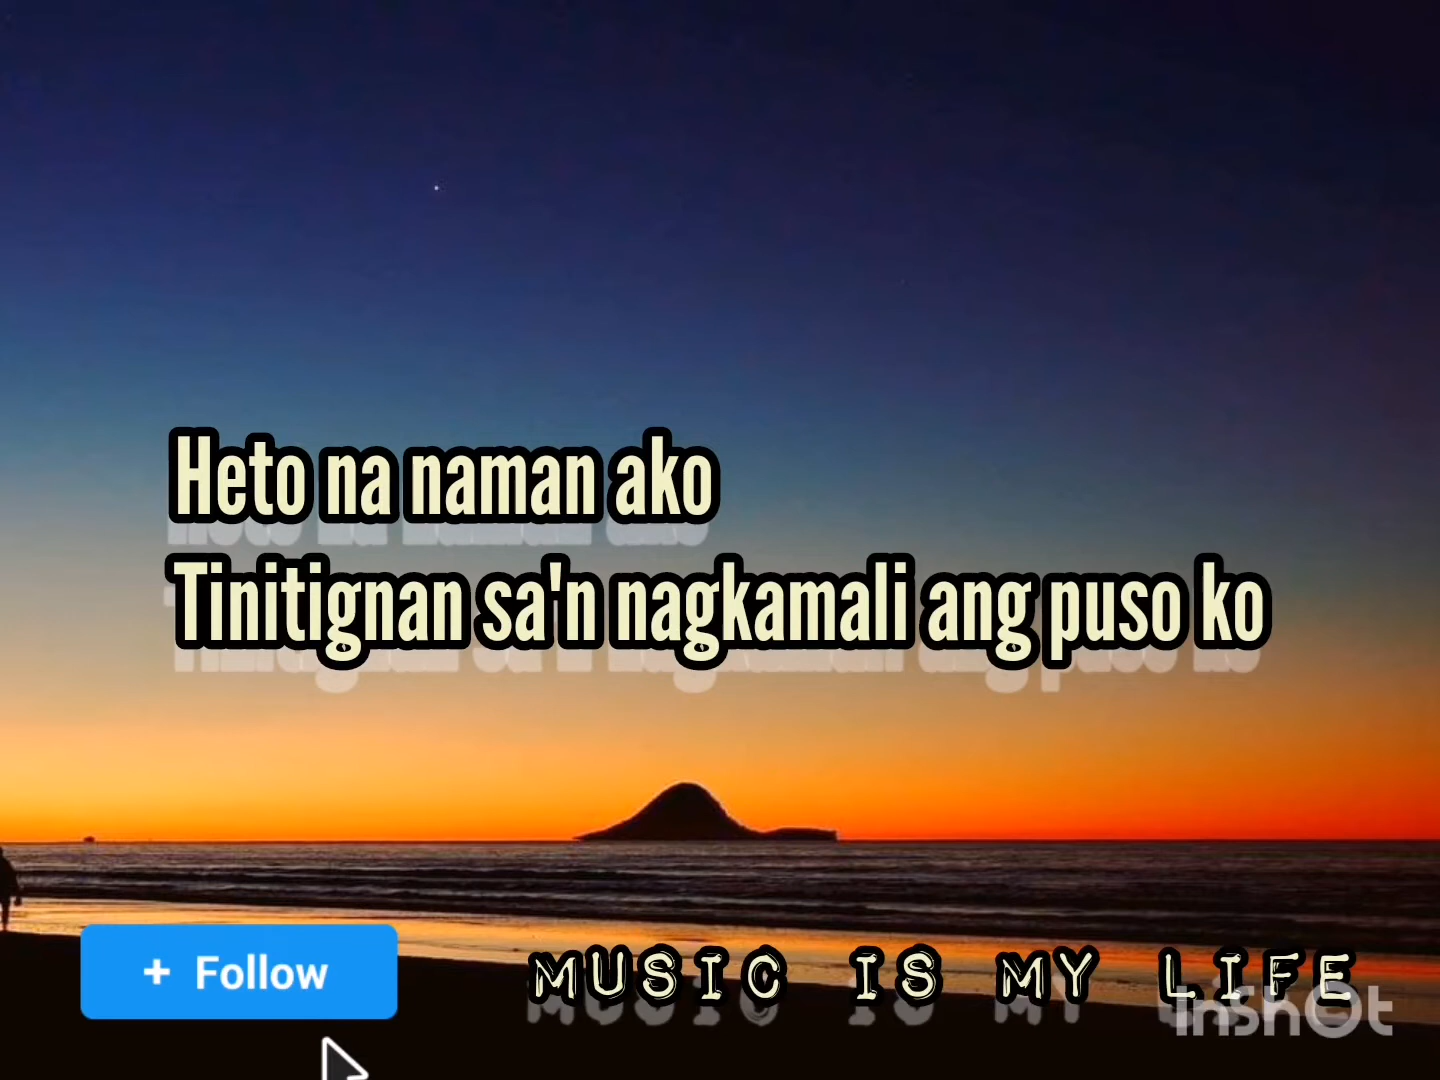 Heto na naman ako
Tinitignan sa'n nagkamali ang puso ko
+ Follow
MUSIC IS MY LIFE
InShOt